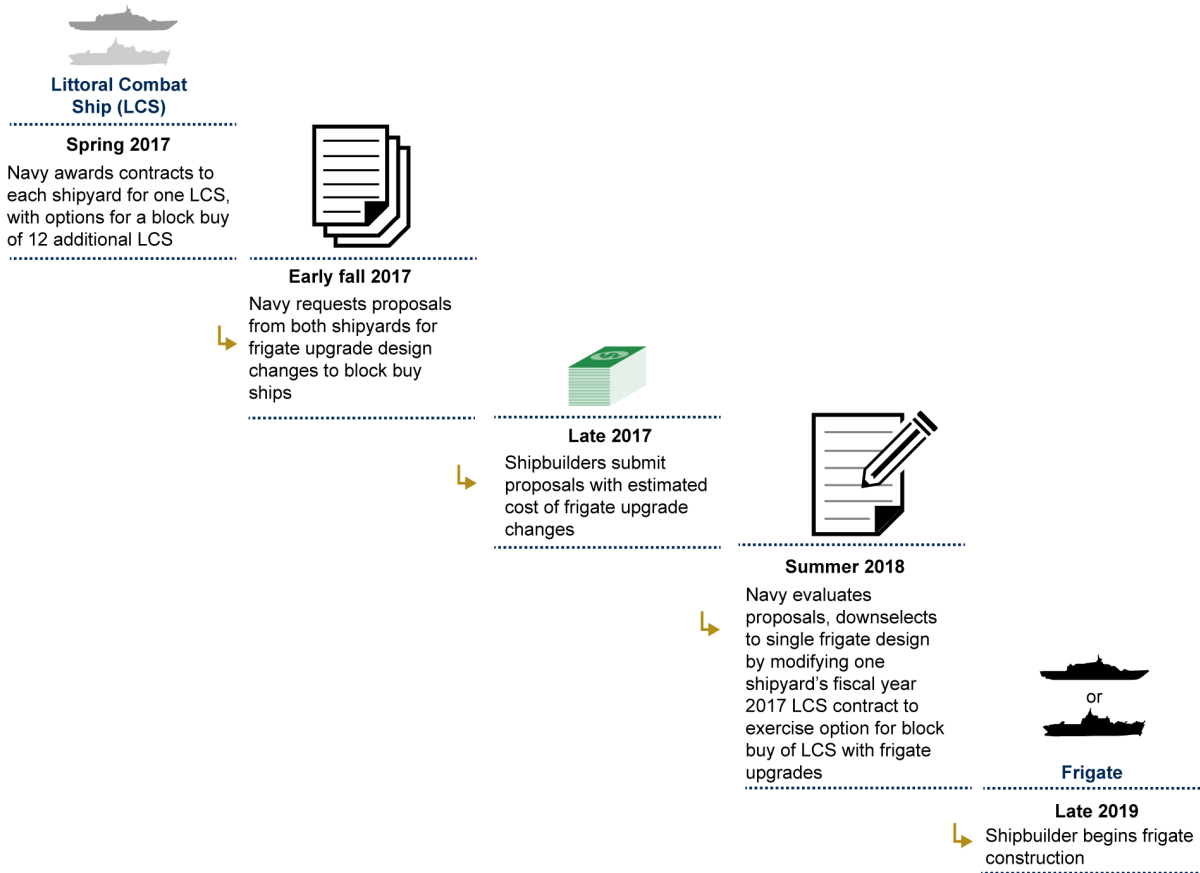 Littoral Combat
Ship (LCS)
Spring 2017
Navy awards contracts to
each shipyard for one LCS,
with options for a block buy
of 12 additional LCS
Early fall 2017
Navy requests proposals
from both shipyards for
frigate upgrade design
changes to block buy
ships
$
Late 2017
Shipbuilders submit
proposals with estimated
cost of frigate upgrade
changes
Summer 2018
Navy evaluates
proposals, downselects
to single frigate design
by modifying one
shipyard’s fiscal year
2017 LCS contract to
exercise option for block
buy of LCS with frigate
upgrades
or
Frigate
Late 2019
Shipbuilder begins frigate
construction